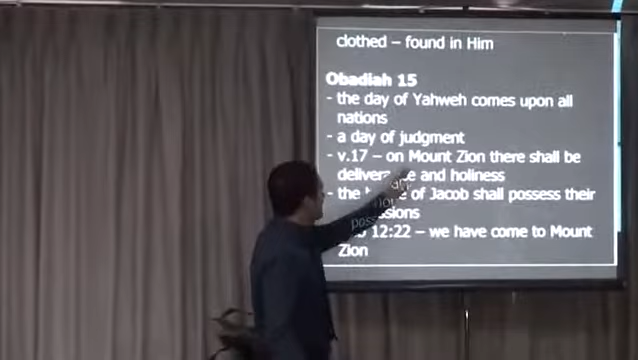 clothed – found in Him
Obadiah 15
- the day of Yahweh comes upon all
nations
- a day of judgment
- v.17 – on Mount Zion there shall be
and holiness
- the of Jacob shall possess their
12:22 – we have come to Mount
Zion